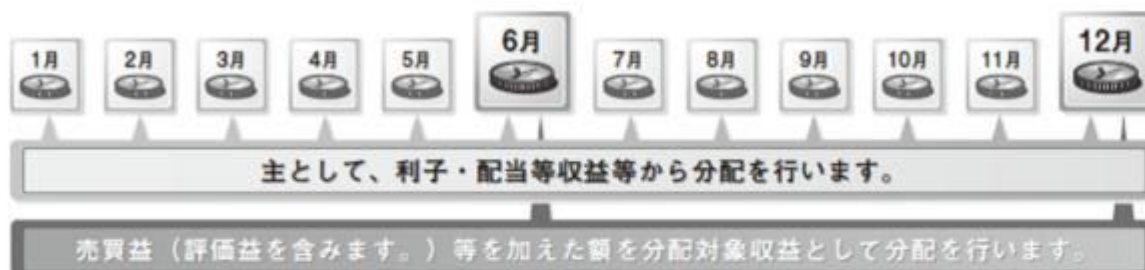 1月 2月 3月 4月 5月 6月 7月 8月 9月 10月 11月 12月
主として、利子・配当等収益等から分配を行います。
売買益（評価益を含みます。）等を加えた額を分配対象収益として分配を行います。